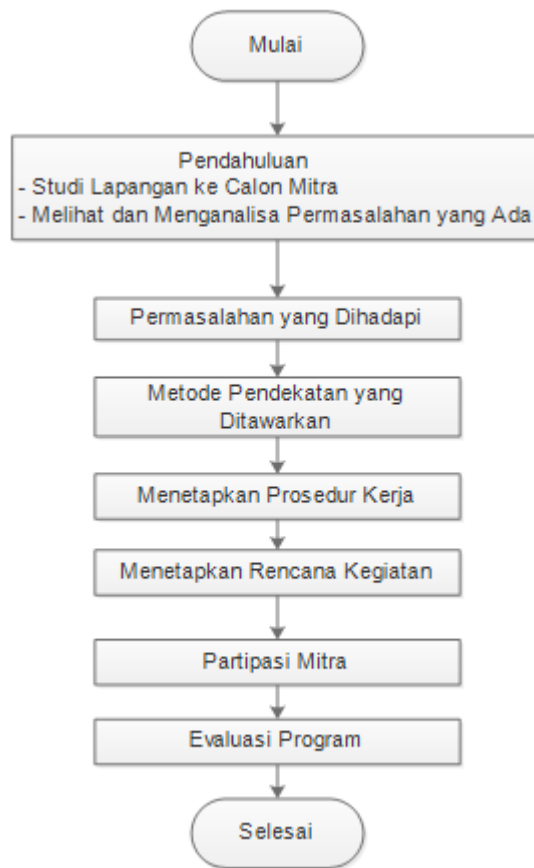 Mulai
Pendahuluan
- Studi Lapangan ke Calon Mitra
- Melihat dan Menganalisa Permasalahan yang Ada
Permasalahan yang Dihadapi
Metode Pendekatan yang
Ditawarkan
Menetapkan Prosedur Kerja
Menetapkan Rencana Kegiatan
Partipasi Mitra
Evaluasi Program
Selesai